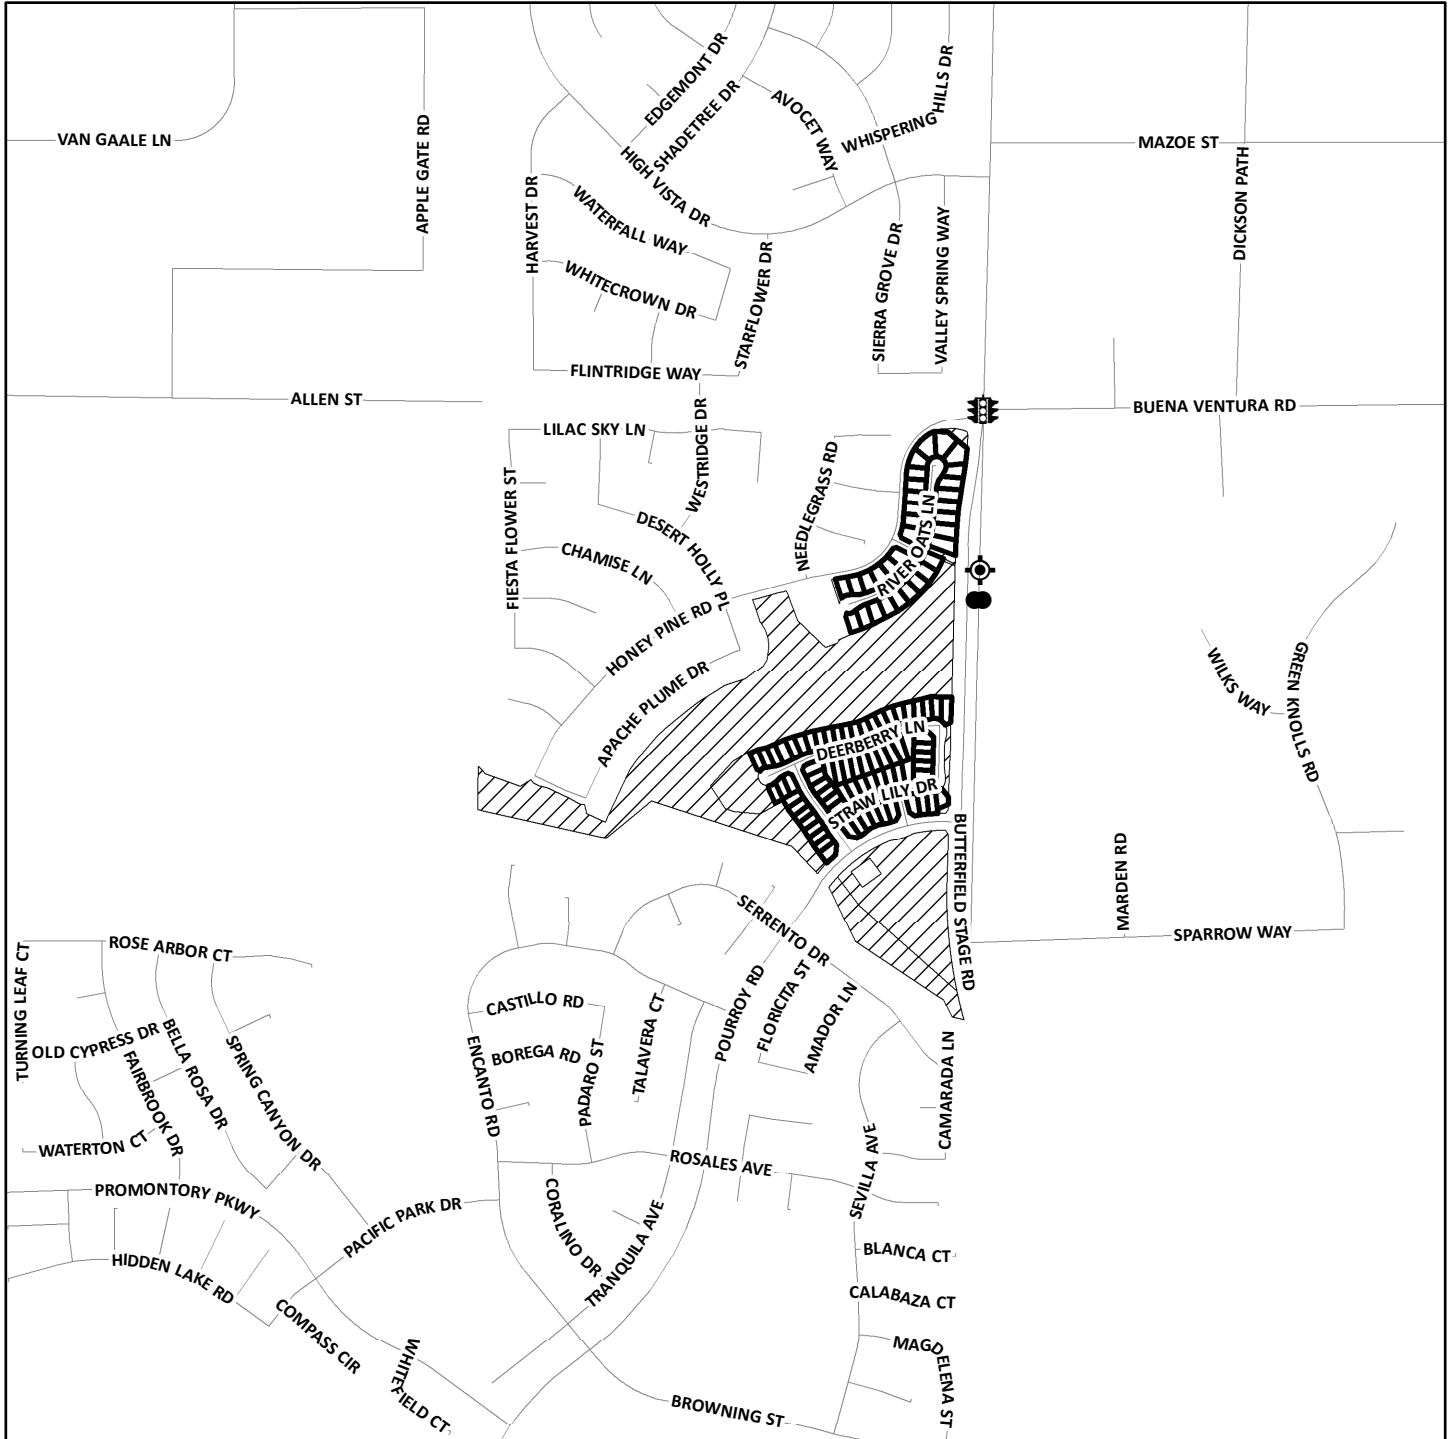 EDGEMONT DR
SHADETREE DR
AVOCET WAY
WHISPERING HILLS DR
VAN GAALE LN
APPLE GATE RD
MAZOE ST
DICKSON PATH
HIGH VISTA DR
HARVEST DR
WATERFALL WAY
WHITECROWN DR
STARFLOWER DR
SIERRA GROVE DR
VALLEY SPRING WAY
FLINTRIDGE WAY
ALLEN ST
BUENA VENTURA RD
LILAC SKY LN
WESTRIDGE DR
NEEDLEGRASS RD
FIESTA FLOWER ST
DESERT HOLLY PL
CHAMISE LN
RIVER OATS LN
HONEY PINE RD
APACHE PLUME DR
WILKS WAY
GREEN KNOLLS RD
DEERBERRY LN
STRAW LILY DR
BUTTERFIELD STAGE RD
MARDEN RD
SPARROW WAY
SERRENTO DR
ROSE ARBOR CT
TURNING LEAF CT
POURROY RD
FLORICITA ST
AMADOR LN
CASTILLO RD
TALAVERA CT
OLD CYPRESS DR
BELLA ROSA DR
SPRING CANYON DR
FAIRBROOK DR
ENCANTO RD
BOREGA RD
PADARO ST
CAMARADA LN
WATERTON CT
ROSALES AVE
SEVILLA AVE
PROMONTORY PKWY
PACIFIC PARK DR
CORALINO DR
TRANQUILA AVE
HIDDEN LAKE RD
BLANCA CT
CALABAZA CT
COMPASS CIR
WHITEFIELD CT
MAGDELENA ST
BROWNING ST